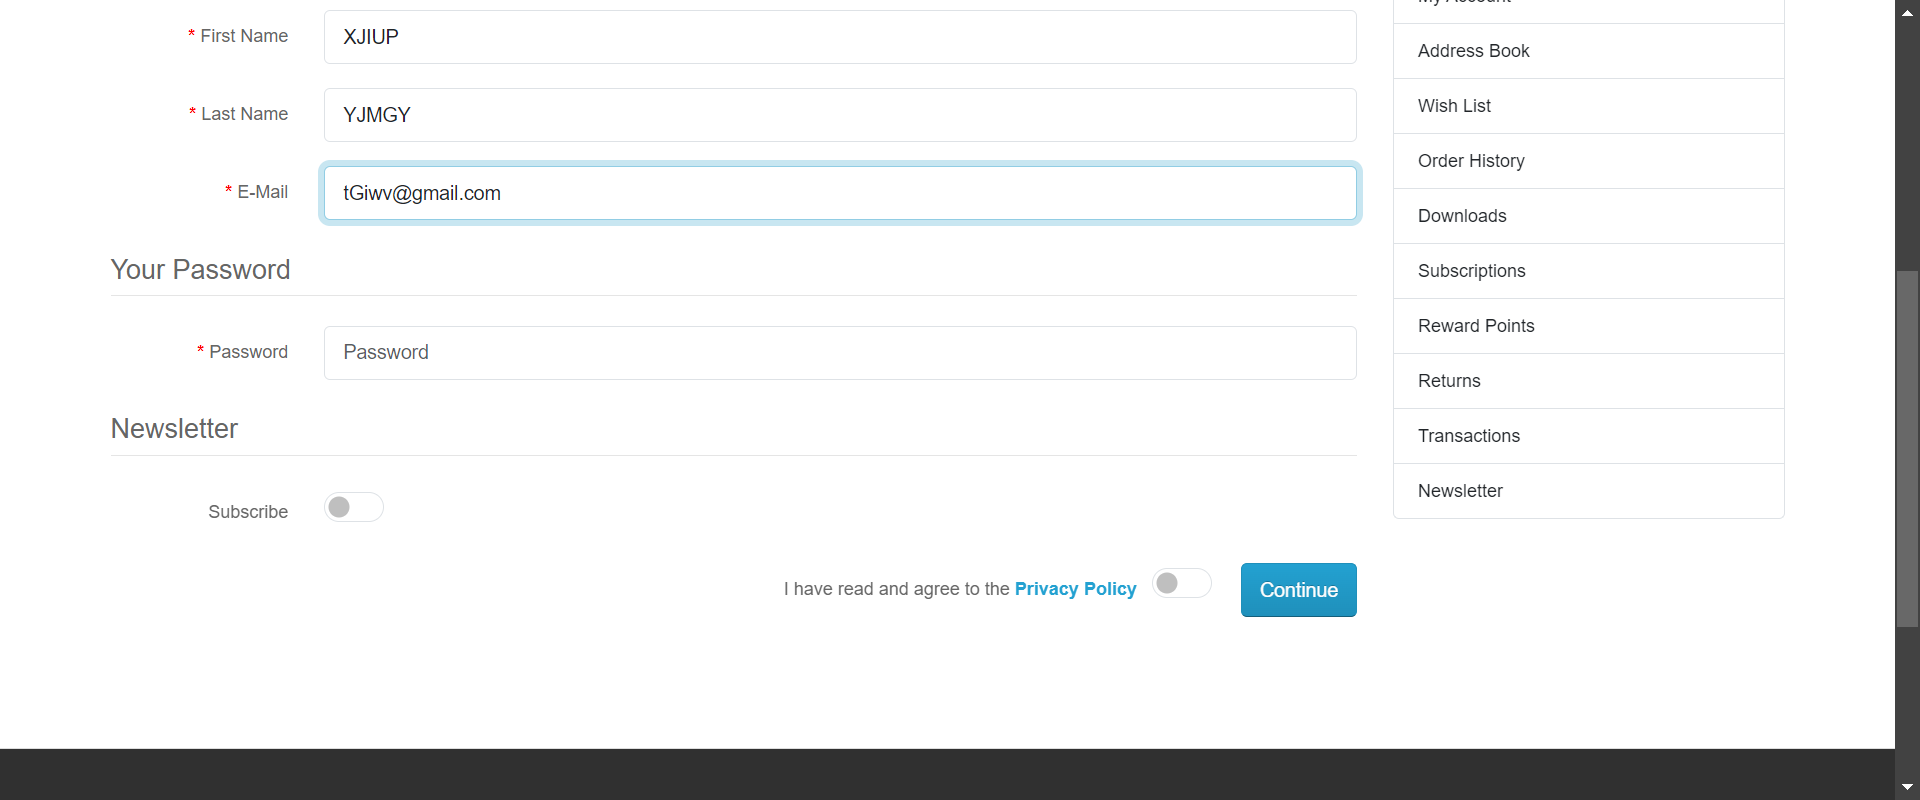 My Account
* First Name
XJIUP
* Last Name
YJMGY
* E-Mail
tGiwv@gmail.com
Your Password
* Password
Password
Newsletter
Subscribe
I have read and agree to the Privacy Policy
Continue
Address Book
Wish List
Order History
Downloads
Subscriptions
Reward Points
Returns
Transactions
Newsletter